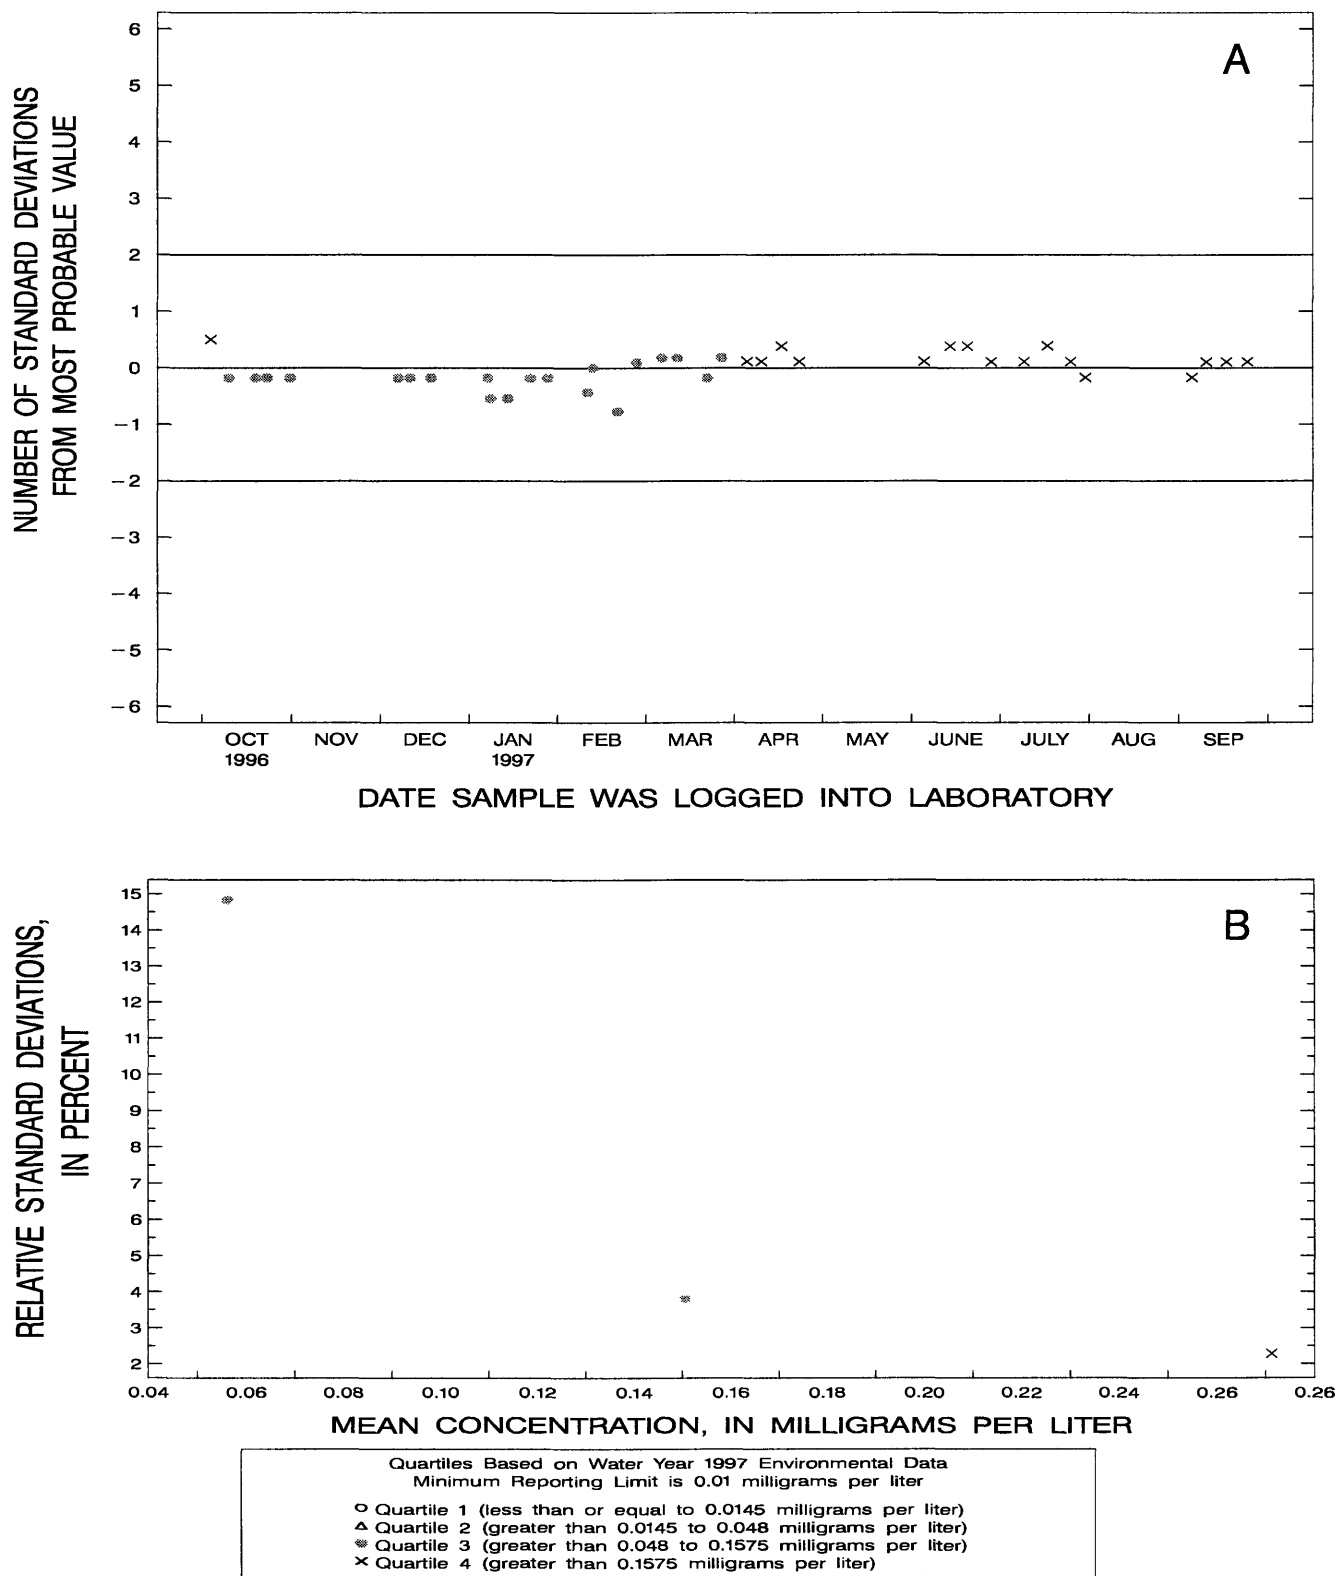 A
NUMBER OF STANDARD DEVIATIONS
FROM MOST PROBABLE VALUE
6
5
4
3
2
1
0
−1
−2
−3
−4
−5
−6
OCT NOV DEC JAN FEB MAR APR MAY JUNE JULY AUG SEP
1996 1997
DATE SAMPLE WAS LOGGED INTO LABORATORY
B
RELATIVE STANDARD DEVIATIONS,
IN PERCENT
15
14
13
12
11
10
9
8
7
6
5
4
3
2
0.04 0.06 0.08 0.10 0.12 0.14 0.16 0.18 0.20 0.22 0.24 0.26 0.26
MEAN CONCENTRATION, IN MILLIGRAMS PER LITER
Quartiles Based on Water Year 1997 Environmental Data
Minimum Reporting Limit is 0.01 milligrams per liter
Quartile 1 (less than or equal to 0.0145 milligrams per liter)
Quartile 2 (greater than 0.0145 to 0.048 milligrams per liter)
Quartile 3 (greater than 0.048 to 0.1575 milligrams per liter)
Quartile 4 (greater than 0.1575 milligrams per liter)